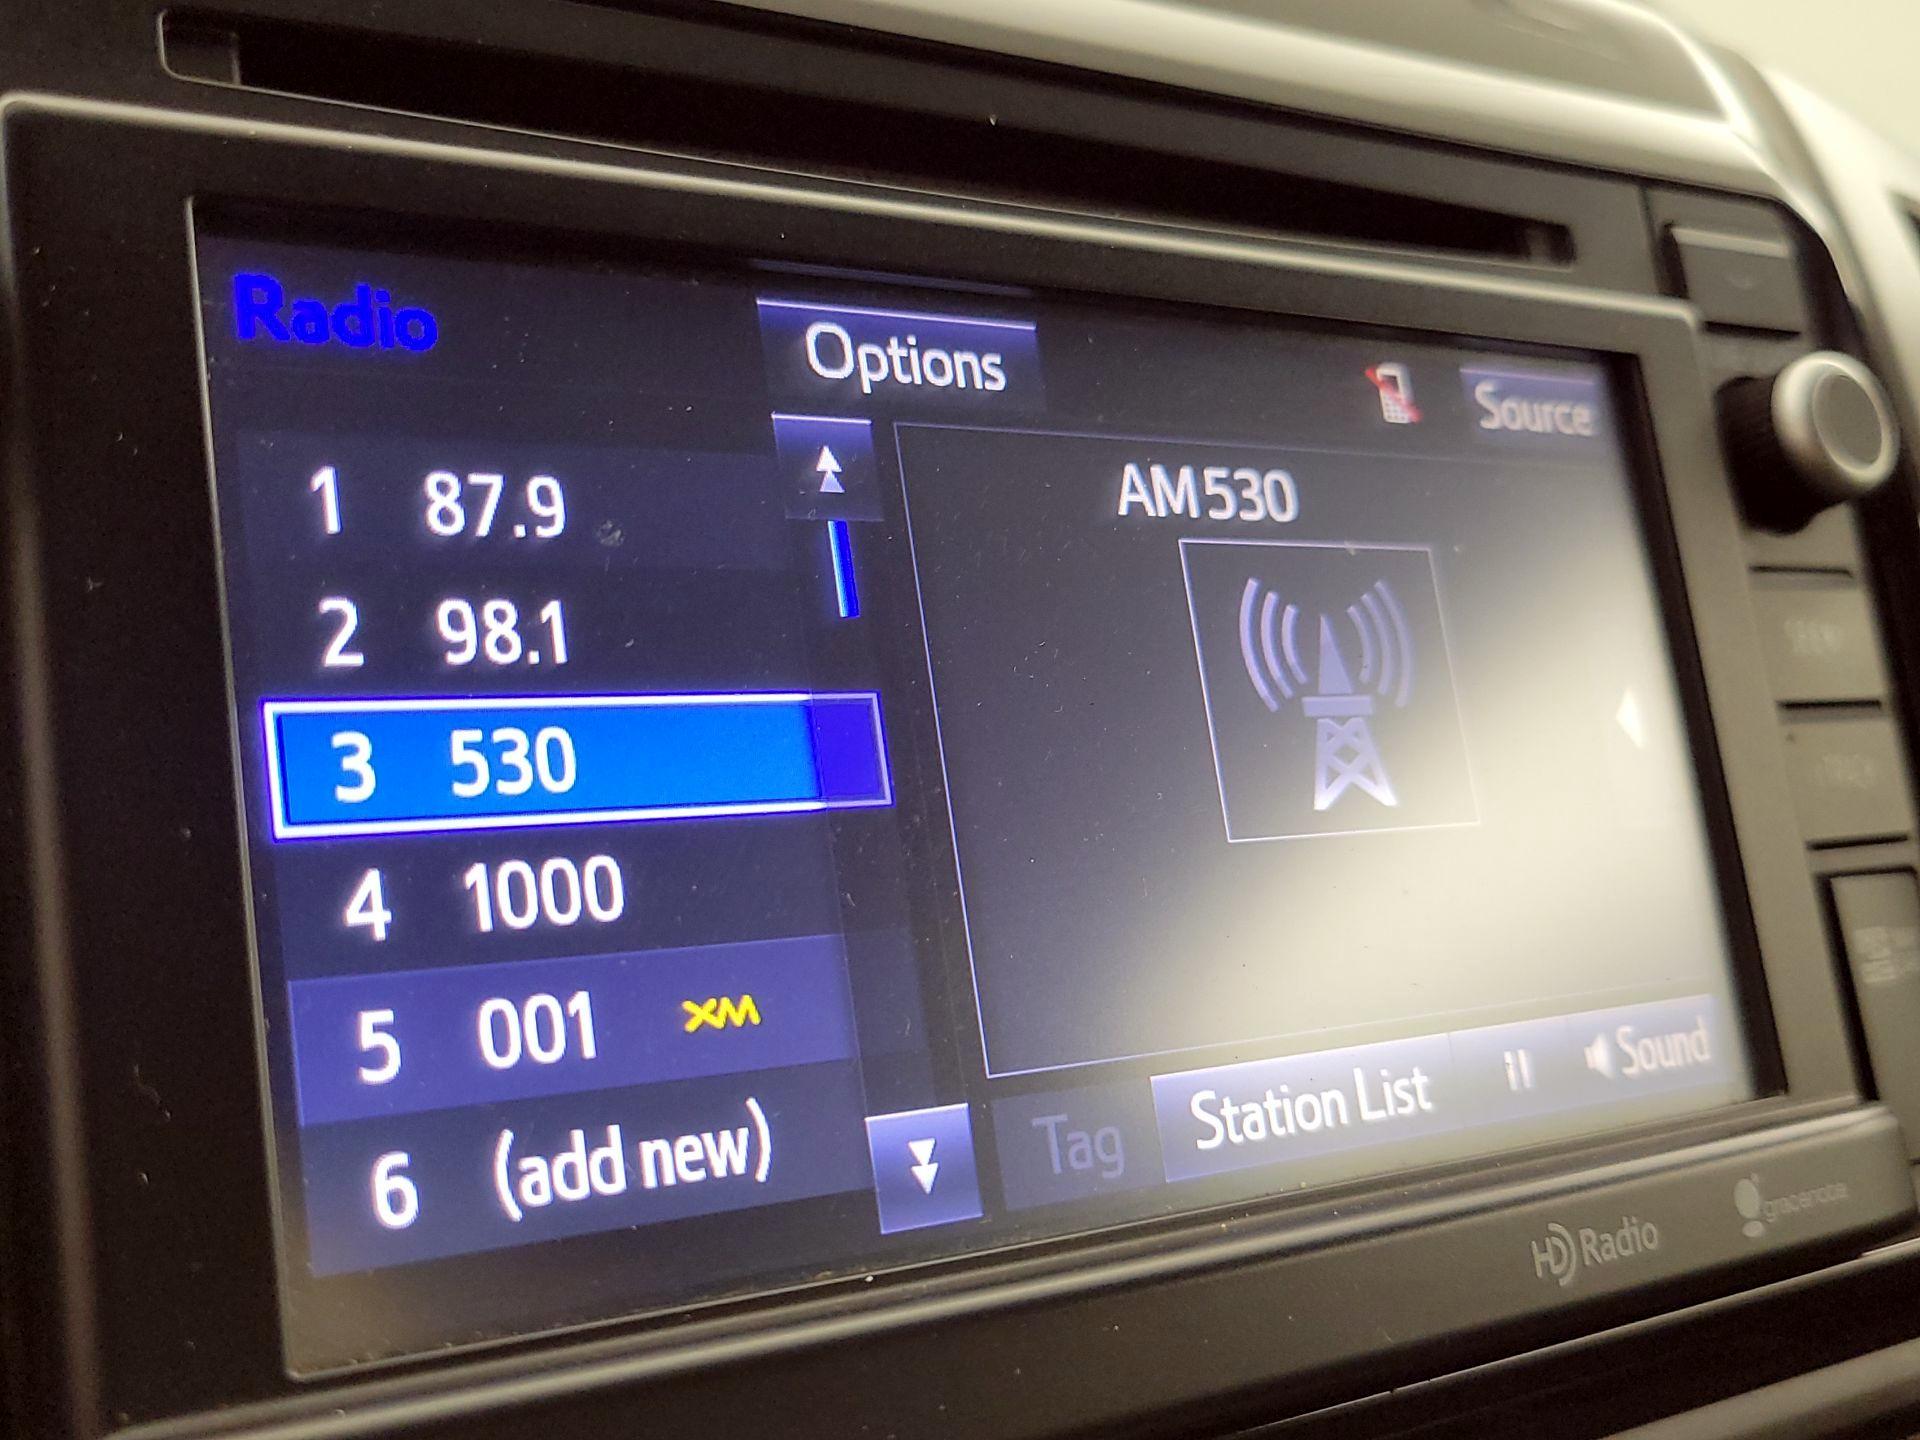 Radio
Options
Source
1 87.9
AM530
2 98.1
3 530
4 1000
5 001 XM
6 (add new)
Tag
Station List
Sound
HD Radio
gracenote